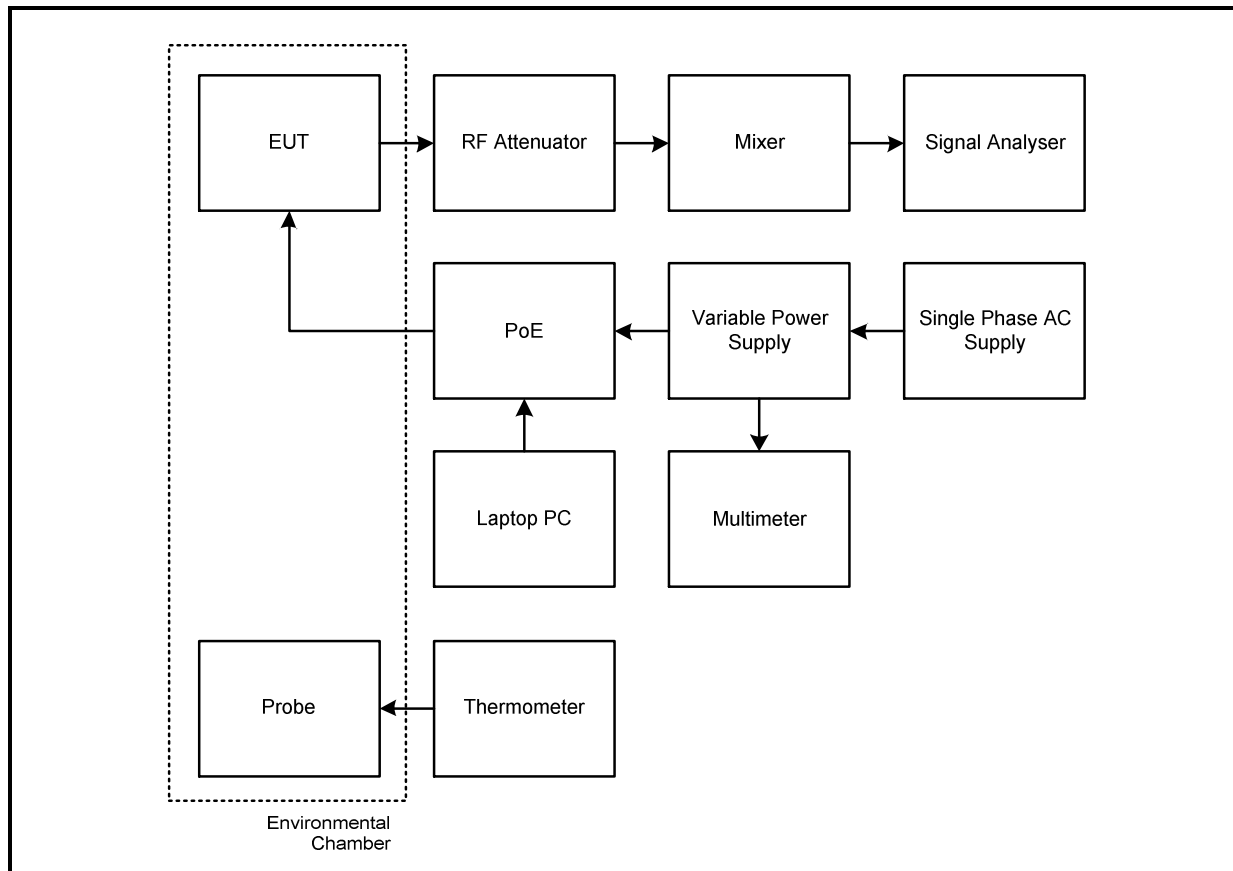 EUT
RF Attenuator
Mixer
Signal Analyser
PoE
Variable Power
Supply
Single Phase AC
Supply
Laptop PC
Multimeter
Probe
Thermometer
Environmental
Chamber